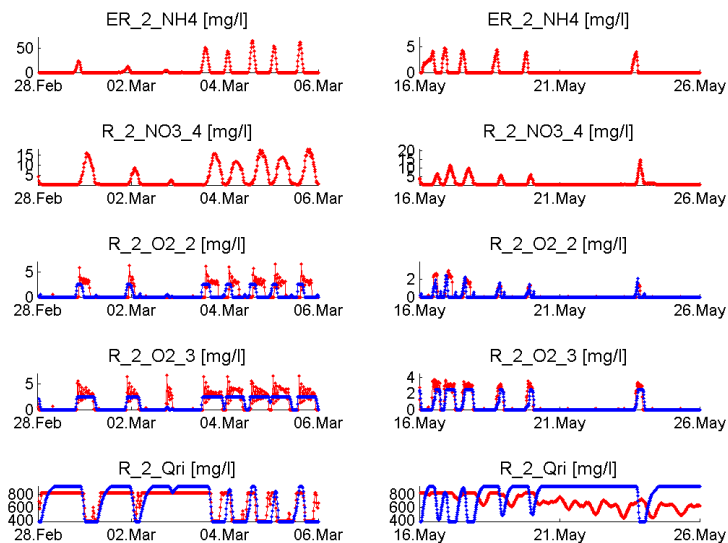 ER_2_NH4 [mg/l]
50
0
28.Feb 02.Mar 04.Mar 06.Mar
ER_2_NH4 [mg/l]
5
0
16.May 21.May 26.May
R_2_NO3_4 [mg/l]
15
10
5
28.Feb 02.Mar 04.Mar 06.Mar
R_2_NO3_4 [mg/l]
20
15
10
5
16.May 21.May 26.May
R_2_O2_2 [mg/l]
5
0
28.Feb 02.Mar 04.Mar 06.Mar
R_2_O2_2 [mg/l]
2
0
16.May 21.May 26.May
R_2_O2_3 [mg/l]
5
0
28.Feb 02.Mar 04.Mar 06.Mar
R_2_O2_3 [mg/l]
4
2
0
16.May 21.May 26.May
R_2_Qri [mg/l]
800
600
400
28.Feb 02.Mar 04.Mar 06.Mar
R_2_Qri [mg/l]
800
600
400
16.May 21.May 26.May